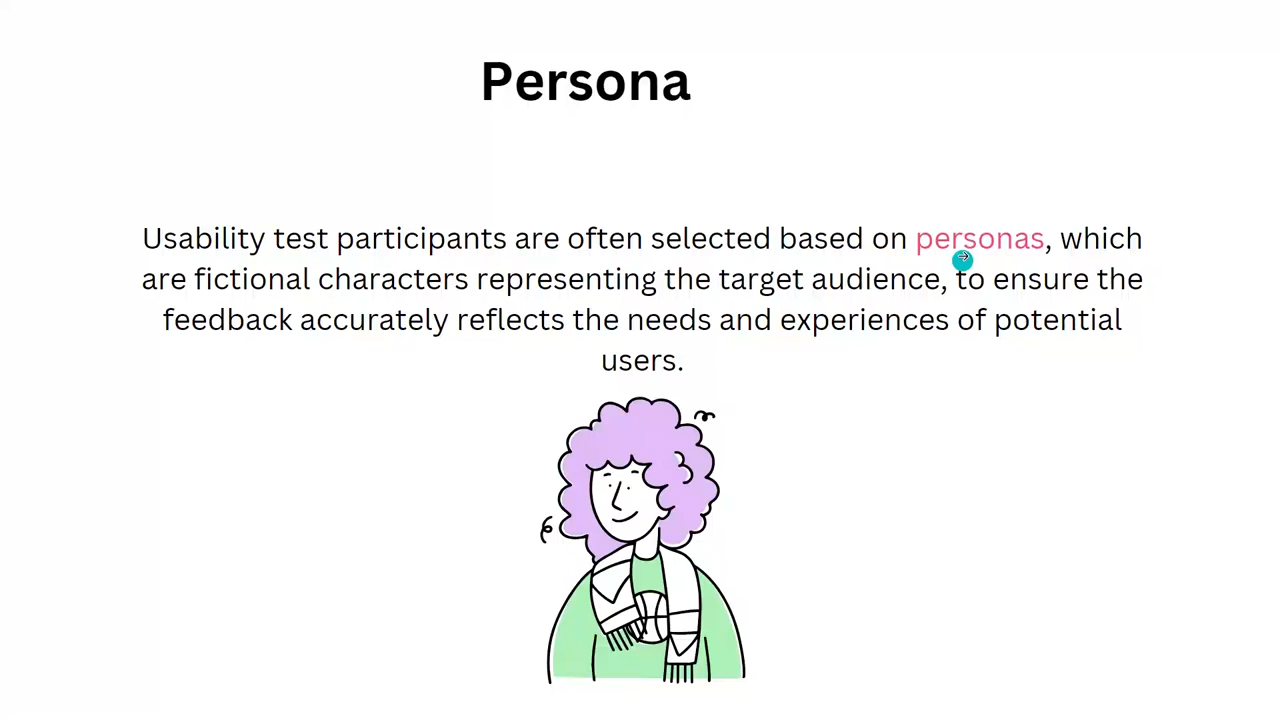 Persona
Usability test participants are often selected based on personas, which
are fictional characters representing the target audience, to ensure the
feedback accurately reflects the needs and experiences of potential
users.